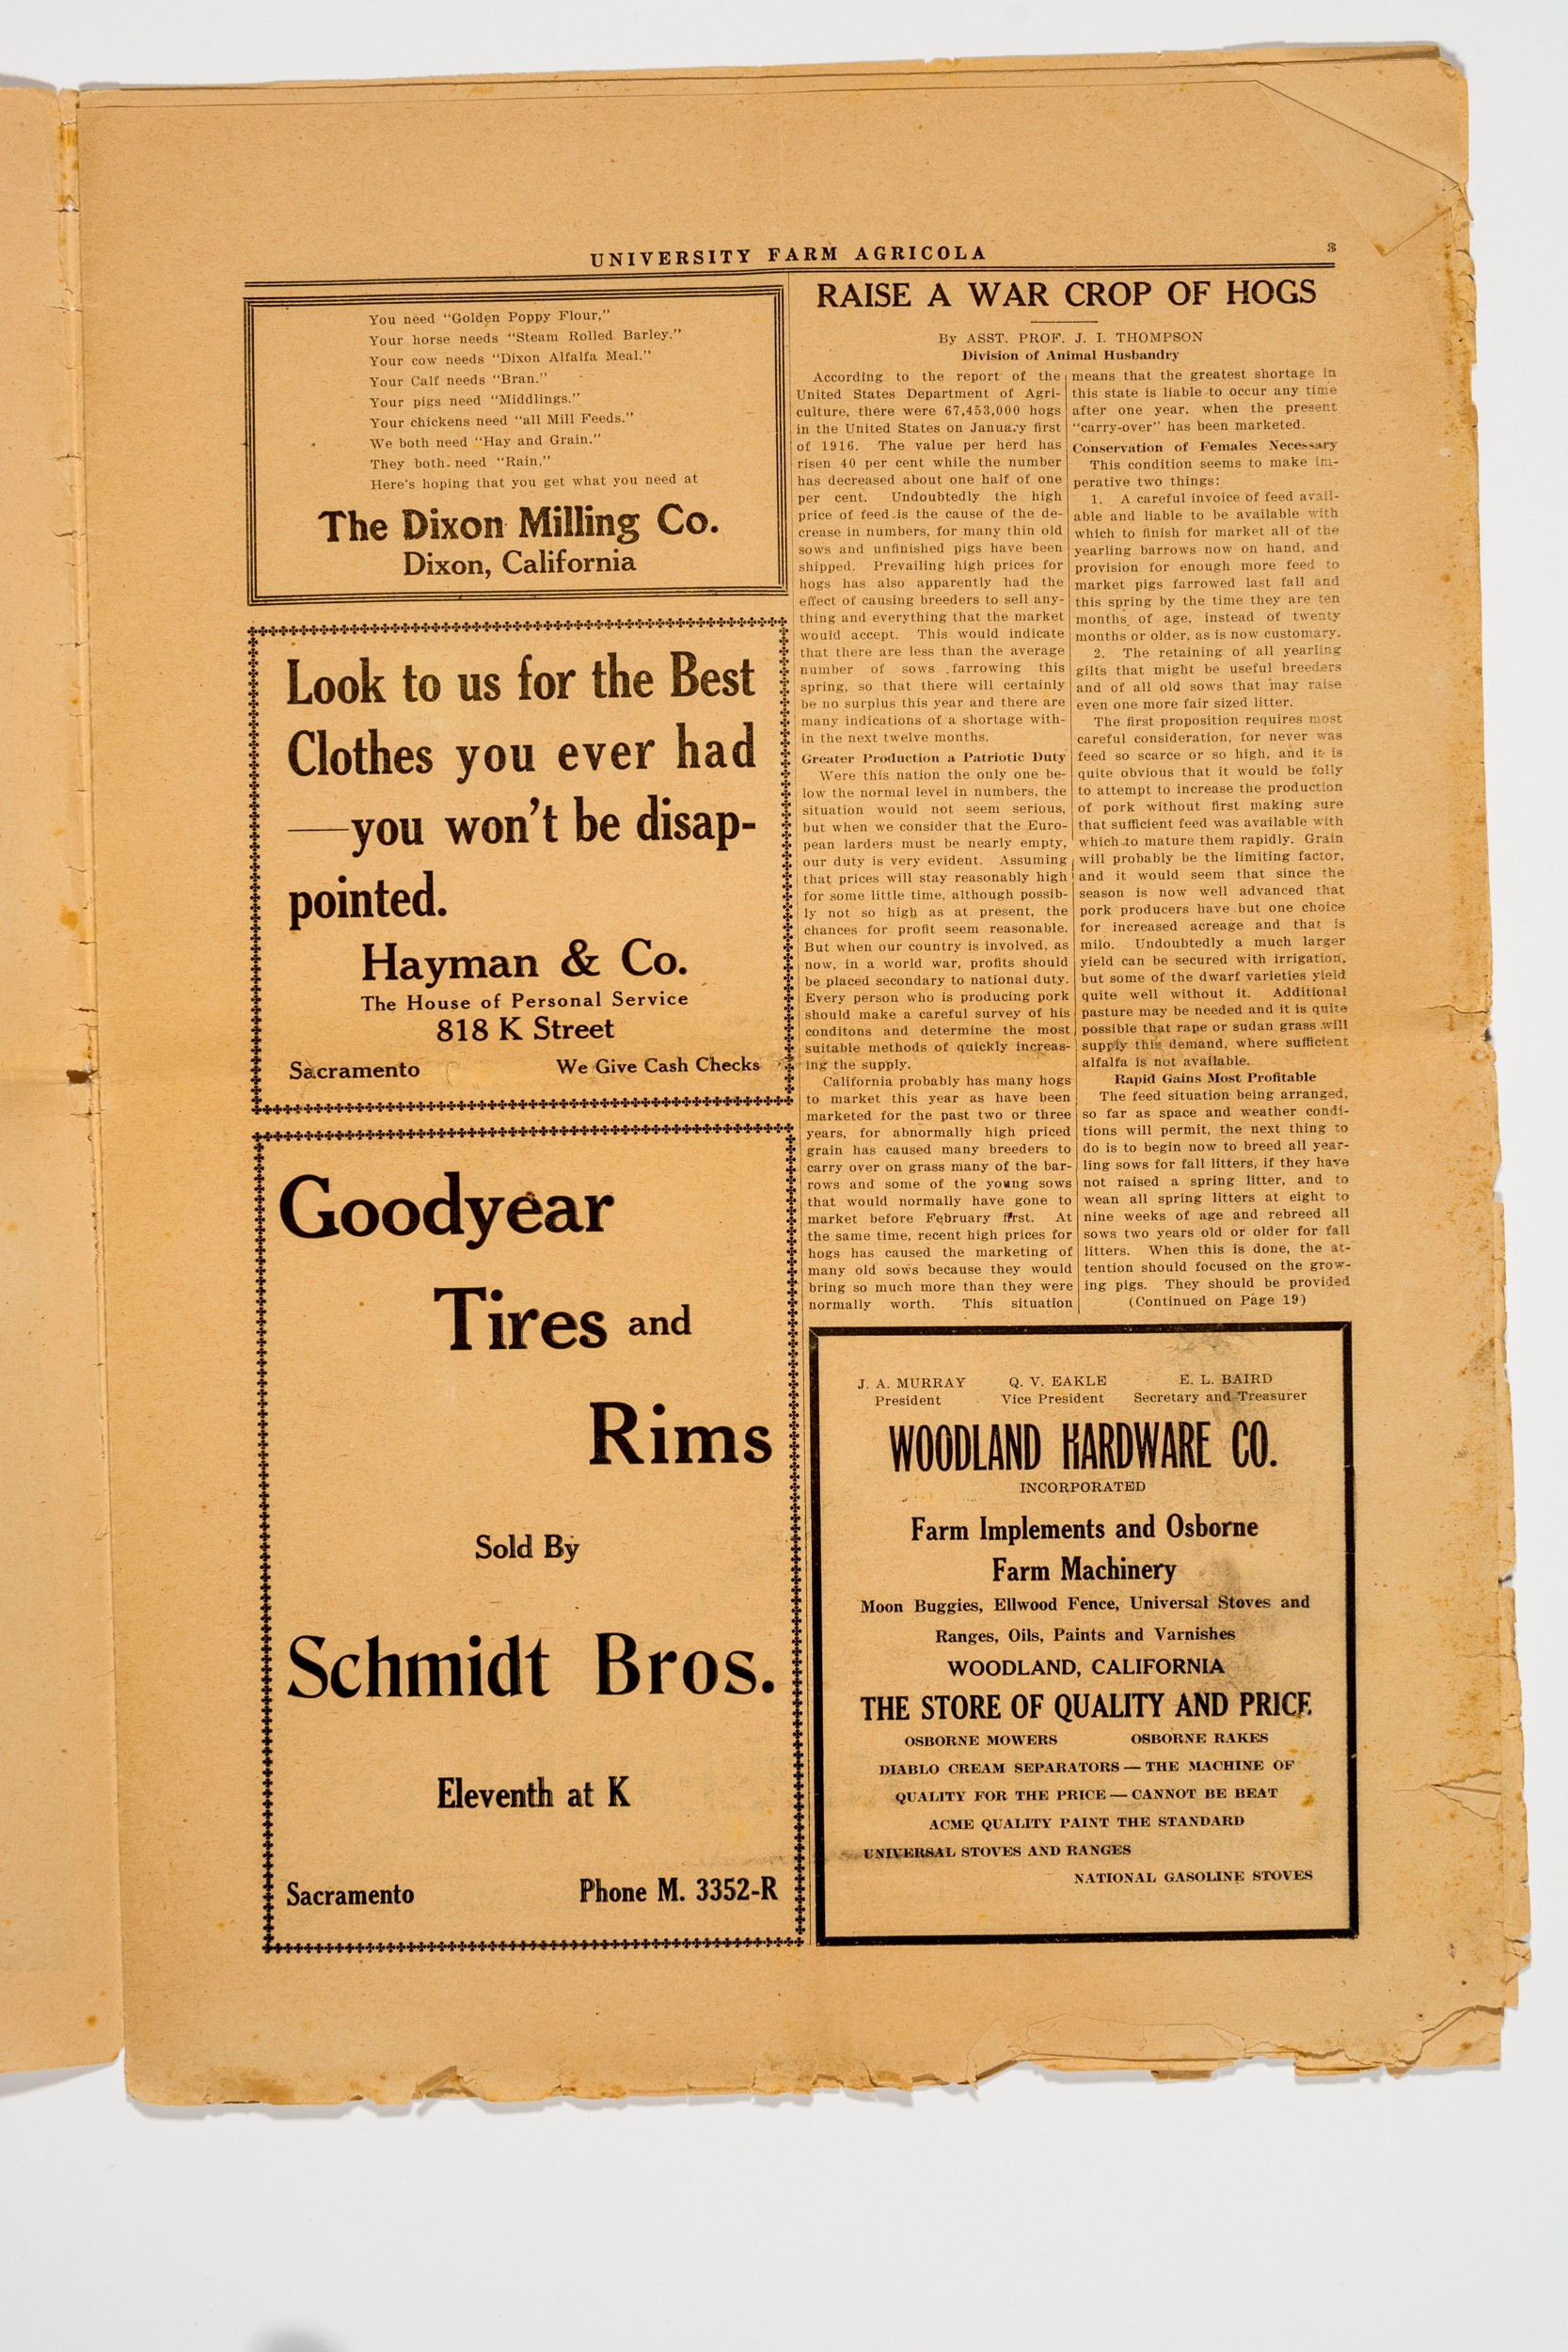 UNIVERSITY FARM AGRICOLA
3
You need "Golden Poppy Flour,"
Your horse needs "Steam Rolled Barley."
Your cow needs "Dixon Alfalfa Meal."
Your Calf needs "Bran."
Your pigs need "Middlings."
Your chickens need "all Mill Feeds."
We both need "Hay and Grain."
They both need "Rain,"
Here's hoping that you get what you need at
The Dixon Milling Co.
Dixon, California
Look to us for the Best
Clothes you ever had
—you won't be disap-
pointed.
Hayman & Co.
The House of Personal Service
818 K Street
Sacramento
We Give Cash Checks
Goodyear
Tires and
Rims
Sold By
Schmidt Bros.
Eleventh at K
Sacramento
Phone M. 3352-R
RAISE A WAR CROP OF HOGS
By ASST. PROF. J. I. THOMPSON
Division of Animal Husbandry
According to the report of the
United States Department of Agri-
culture, there were 67,453,000 hogs
in the United States on January first
of 1916. The value per herd has
risen 40 per cent while the number
has decreased about one half of one
per cent. Undoubtedly the high
price of feed is the cause of the de-
crease in numbers, for many thin old
sows and unfinished pigs have been
shipped. Prevailing high prices for
hogs has also apparently had the
effect of causing breeders to sell any-
thing and everything that the market
would accept. This would indicate
that there are less than the average
number of sows farrowing this
spring, so that there will certainly
be no surplus this year and there are
many indications of a shortage with-
in the next twelve months.
Greater Production a Patriotic Duty
Were this nation the only one be-
low the normal level in numbers, the
situation would not seem serious,
but when we consider that the Euro-
pean larders must be nearly empty,
our duty is very evident. Assuming
that prices will stay reasonably high
for some little time, although possib-
ly not so high as at present, the
chances for profit seem reasonable.
But when our country is involved, as
now, in a world war, profits should
be placed secondary to national duty.
Every person who is producing pork
should make a careful survey of his
conditons and determine the most
suitable methods of quickly increas-
ing the supply.
California probably has many hogs
to market this year as have been
marketed for the past two or three
years, for abnormally high priced
grain has caused many breeders to
carry over on grass many of the bar-
rows and some of the young sows
that would normally have gone to
market before February first. At
the same time, recent high prices for
hogs has caused the marketing of
many old sows because they would
bring so much more than they were
normally worth. This situation
means that the greatest shortage in
this state is liable to occur any time
after one year, when the present
"carry-over" has been marketed.
Conservation of Females Necessary
This condition seems to make im-
perative two things:
1. A careful invoice of feed avail-
able and liable to be available with
which to finish for market all of the
yearling barrows now on hand, and
provision for enough more feed to
market pigs farrowed last fall and
this spring by the time they are ten
months of age, instead of twenty
months or older, as is now customary.
2. The retaining of all yearling
gilts that might be useful breeders
and of all old sows that may raise
even one more fair sized litter.
The first proposition requires most
careful consideration, for never was
feed so scarce or so high, and it is
quite obvious that it would be folly
to attempt to increase the production
of pork without first making sure
that sufficient feed was available with
which to mature them rapidly. Grain
will probably be the limiting factor,
and it would seem that since the
season is now well advanced that
pork producers have but one choice
for increased acreage and that is
milo. Undoubtedly a much larger
yield can be secured with irrigation,
but some of the dwarf varieties yield
quite well without it. Additional
pasture may be needed and it is quite
possible that rape or sudan grass will
supply this demand, where sufficient
alfalfa is not available.
Rapid Gains Most Profitable
The feed situation being arranged,
so far as space and weather condi-
tions will permit, the next thing to
do is to begin now to breed all year-
ling sows for fall litters, if they have
not raised a spring litter, and to
wean all spring litters at eight to
nine weeks of age and rebreed all
sows two years old or older for fall
litters. When this is done, the at-
tention should focused on the grow-
ing pigs. They should be provided
(Continued on Page 19)
J. A. MURRAY Q. V. EAKLE E. L. BAIRD
President Vice President Secretary and Treasurer
WOODLAND HARDWARE CO.
INCORPORATED
Farm Implements and Osborne
Farm Machinery
Moon Buggies, Ellwood Fence, Universal Stoves and
Ranges, Oils, Paints and Varnishes
WOODLAND, CALIFORNIA
THE STORE OF QUALITY AND PRICE
OSBORNE MOWERS OSBORNE RAKES
DIABLO CREAM SEPARATORS — THE MACHINE OF
QUALITY FOR THE PRICE — CANNOT BE BEAT
ACME QUALITY PAINT THE STANDARD
UNIVERSAL STOVES AND RANGES
NATIONAL GASOLINE STOVES